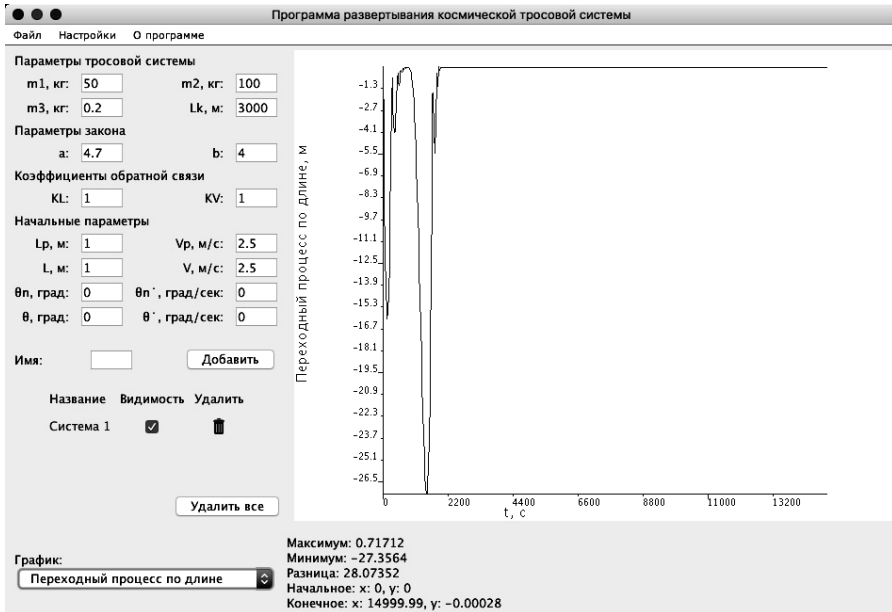 Программа развертывания космической тросовой системы
Файл Настройки О программе
Параметры тросовой системы
m1, кг: 50 m2, кг: 100
m3, кг: 0.2 Lk, м: 3000
Параметры закона
a: 4.7 b: 4
Коэффициенты обратной связи
KL: 1 KV: 1
Начальные параметры
Lp, м: 1 Vp, м/с: 2.5
L, м: 1 V, м/с: 2.5
θn, град: 0 θn˙, град/сек: 0
θ, град: 0 θ˙, град/сек: 0
Имя: Добавить
Название Видимость Удалить
Система 1
Удалить все
График:
Переходный процесс по длине
Переходный процесс по длине, м
-1.3
-2.7
-4.1
-5.5
-6.9
-8.3
-9.7
-11.1
-12.5
-13.9
-15.3
-16.7
-18.1
-19.5
-20.9
-22.3
-23.7
-25.1
-26.5
0 2200 4400 6600 8800 11000 13200
t, с
Максимум: 0.71712
Минимум: -27.3564
Разница: 28.07352
Начальное: x: 0, y: 0
Конечное: x: 14999.99, y: -0.00028